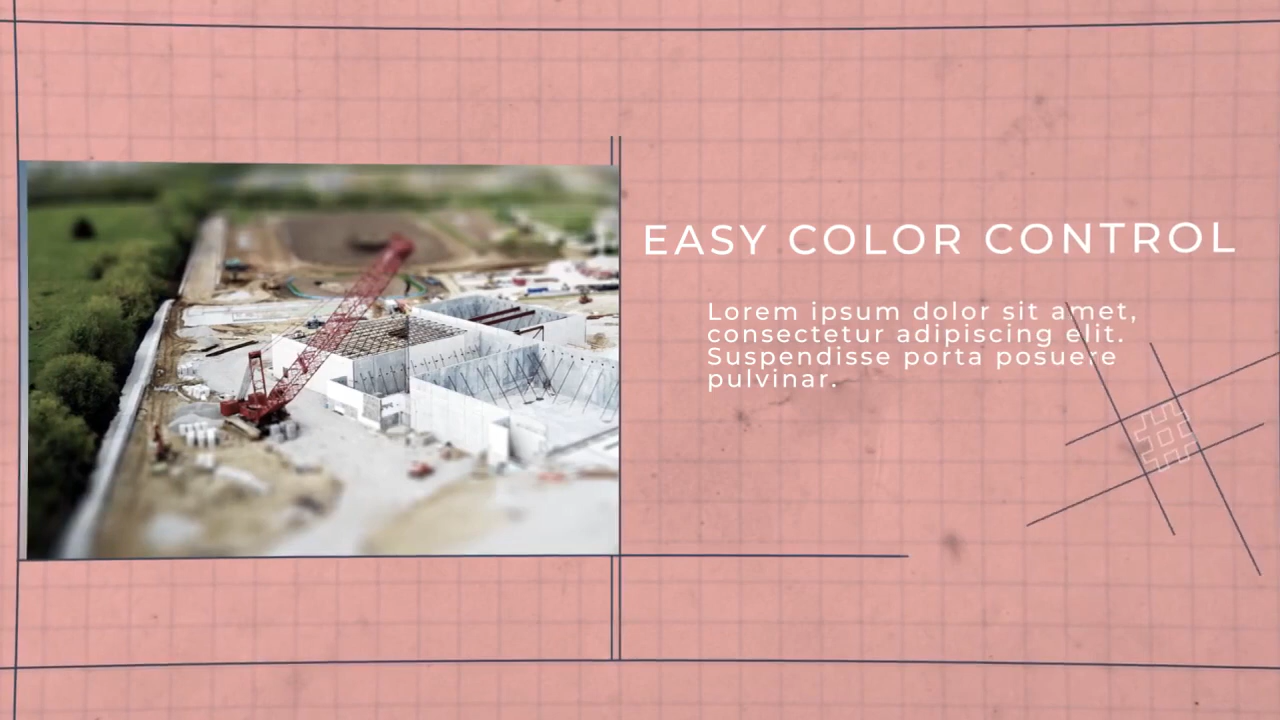 EASY COLOR CONTROL
Lorem ipsum dolor sit amet,
consectetur adipiscing elit.
Suspendisse porta posuere
pulvinar.